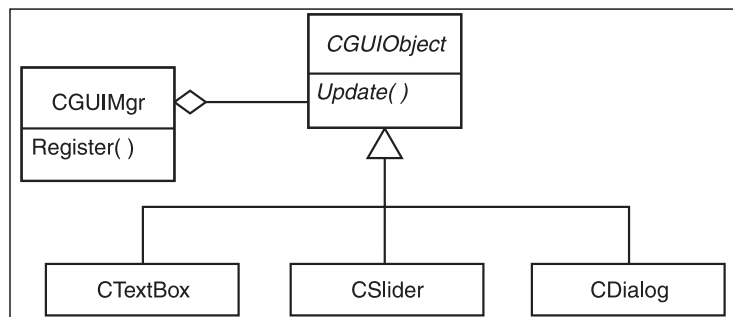 CGUIObject
Update( )
CGUIMgr
Register( )
CTextBox
CSlider
CDialog